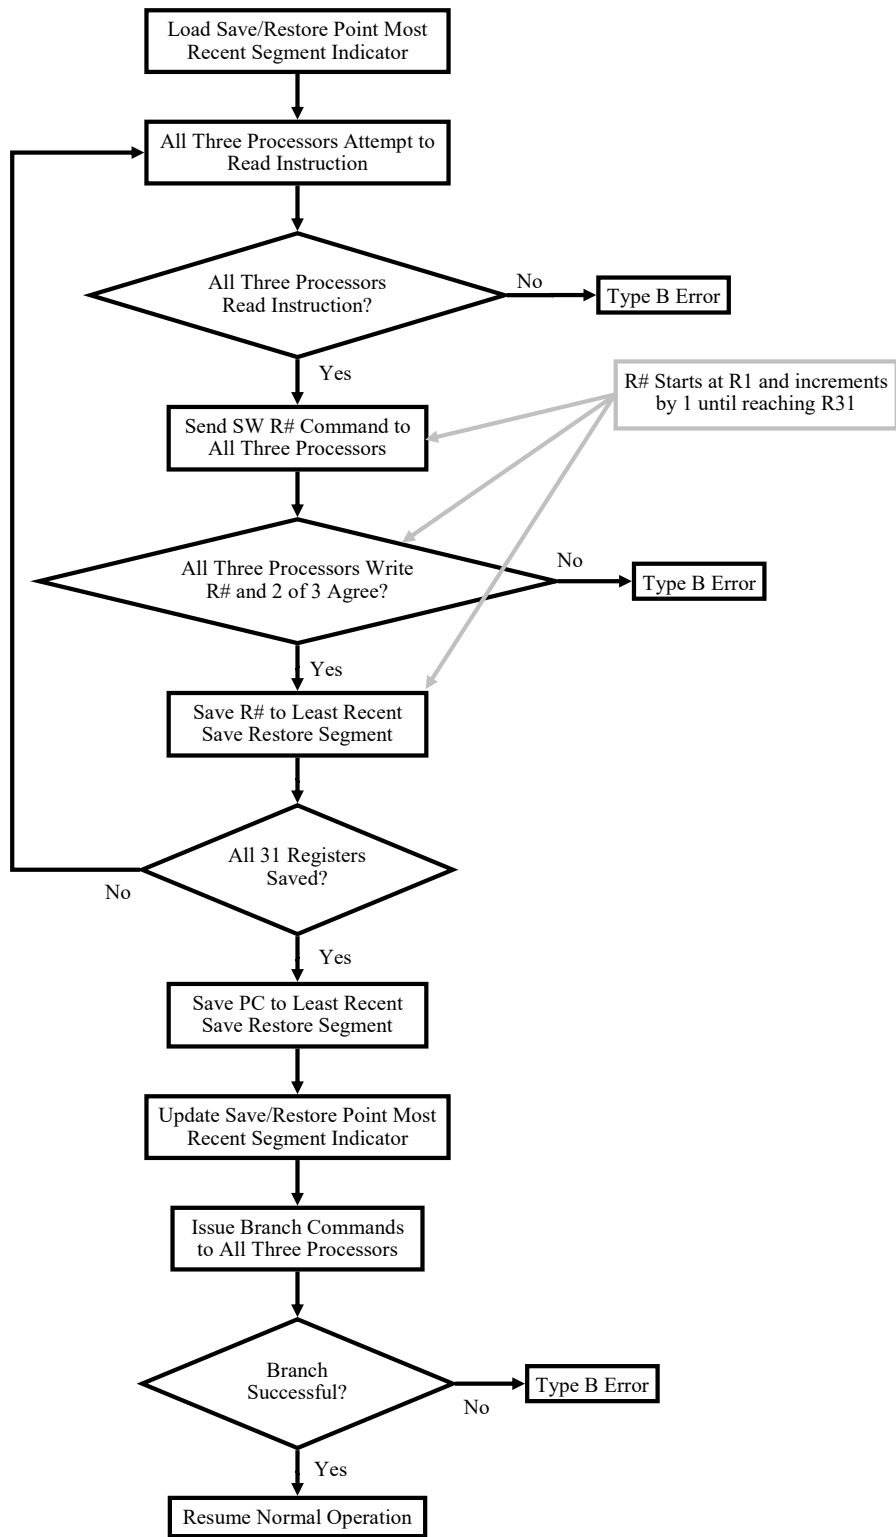 Load Save/Restore Point Most
Recent Segment Indicator
All Three Processors Attempt to
Read Instruction
All Three Processors
Read Instruction?
No
Type B Error
Yes
R# Starts at R1 and increments
by 1 until reaching R31
Send SW R# Command to
All Three Processors
All Three Processors Write
R# and 2 of 3 Agree?
No
Type B Error
Yes
Save R# to Least Recent
Save Restore Segment
All 31 Registers
Saved?
No
Yes
Save PC to Least Recent
Save Restore Segment
Update Save/Restore Point Most
Recent Segment Indicator
Issue Branch Commands
to All Three Processors
Branch
Successful?
No
Type B Error
Yes
Resume Normal Operation